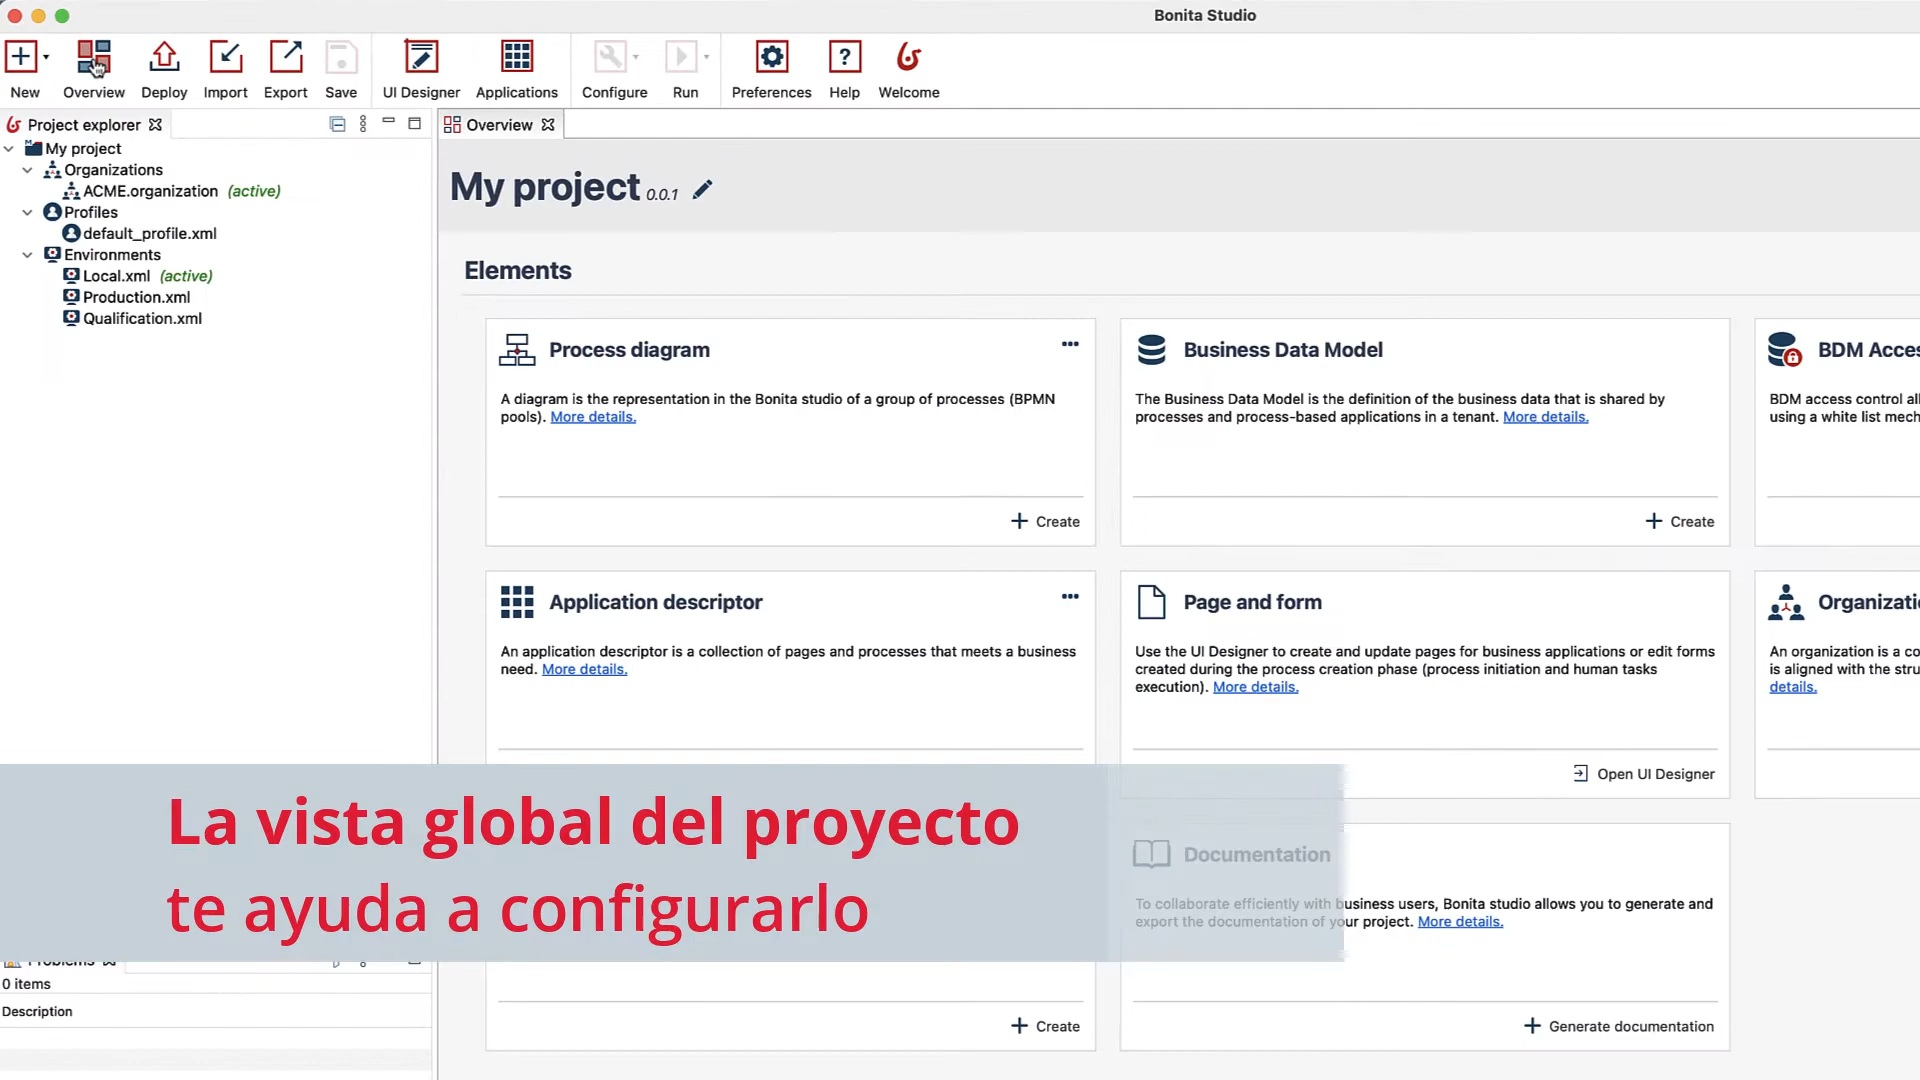 Bonita Studio
New
Overview
Deploy
Import
Export
Save
UI Designer
Applications
Configure
Run
Preferences
Help
Welcome
Project explorer
My project
Organizations
ACME.organization (active)
Profiles
default_profile.xml
Environments
Local.xml (active)
Production.xml
Qualification.xml
Overview
My project 0.0.1
Elements
Process diagram
A diagram is the representation in the Bonita studio of a group of processes (BPMN
pools). More details.
Create
Business Data Model
The Business Data Model is the definition of the business data that is shared by
processes and process-based applications in a tenant. More details.
Create
BDM Acces
BDM access control all
using a white list mech
Application descriptor
An application descriptor is a collection of pages and processes that meets a business
need. More details.
Page and form
Use the UI Designer to create and update pages for business applications or edit forms
created during the process creation phase (process initiation and human tasks
execution). More details.
Open UI Designer
Organizatio
An organization is a co
is aligned with the stru
details.
La vista global del proyecto
te ayuda a configurarlo
Documentation
To collaborate efficiently with business users, Bonita studio allows you to generate and
export the documentation of your project. More details.
Create
Generate documentation
Problems
0 items
Description